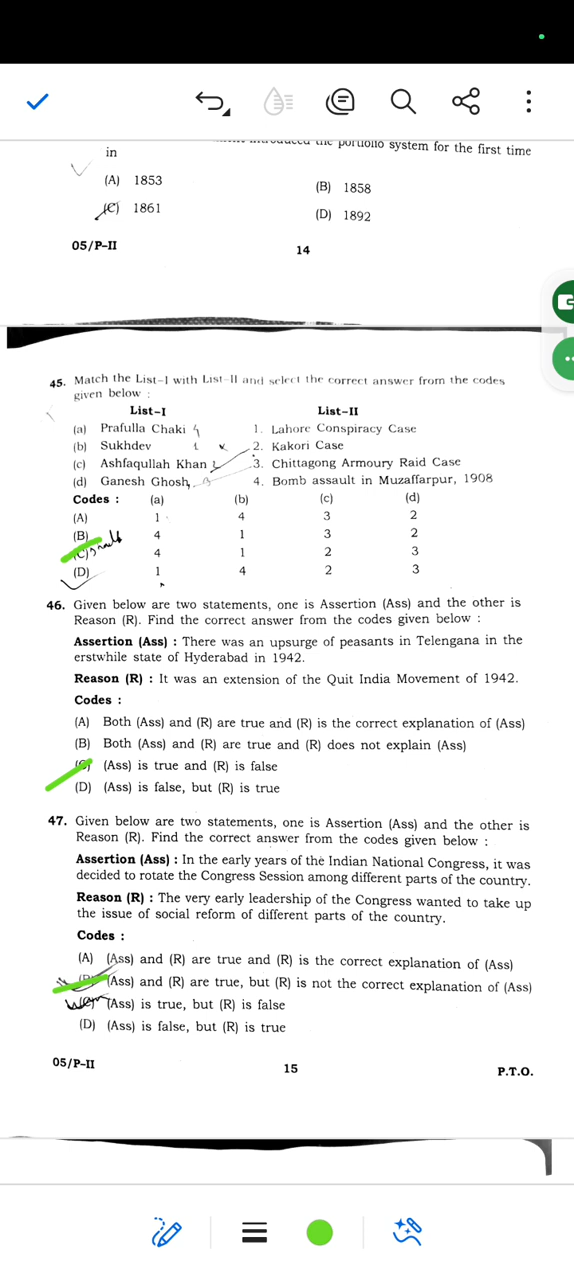 the portfolio system for the first time
in
(A) 1853
(B) 1858
(C) 1861
(D) 1892
05/P-II
14
45. Match the List-I with List-II and select the correct answer from the codes
given below :
List-I List-II
(a) Prafulla Chaki 4 1. Lahore Conspiracy Case
(b) Sukhdev 1 2. Kakori Case
(c) Ashfaqullah Khan 2 3. Chittagong Armoury Raid Case
(d) Ganesh Ghosh 3 4. Bomb assault in Muzaffarpur, 1908
Codes : (a) (b) (c) (d)
(A) 1 4 3 2
(B) 4 1 3 2
(C) 4 1 2 3
(D) 1 4 2 3
46. Given below are two statements, one is Assertion (Ass) and the other is
Reason (R). Find the correct answer from the codes given below :
Assertion (Ass) : There was an upsurge of peasants in Telengana in the
erstwhile state of Hyderabad in 1942.
Reason (R) : It was an extension of the Quit India Movement of 1942.
Codes :
(A) Both (Ass) and (R) are true and (R) is the correct explanation of (Ass)
(B) Both (Ass) and (R) are true and (R) does not explain (Ass)
(C) (Ass) is true and (R) is false
(D) (Ass) is false, but (R) is true
47. Given below are two statements, one is Assertion (Ass) and the other is
Reason (R). Find the correct answer from the codes given below :
Assertion (Ass) : In the early years of the Indian National Congress, it was
decided to rotate the Congress Session among different parts of the country.
Reason (R) : The very early leadership of the Congress wanted to take up
the issue of social reform of different parts of the country.
Codes :
(A) (Ass) and (R) are true and (R) is the correct explanation of (Ass)
(B) (Ass) and (R) are true, but (R) is not the correct explanation of (Ass)
(Ass) is true, but (R) is false
(D) (Ass) is false, but (R) is true
05/P-II
15
P.T.O.